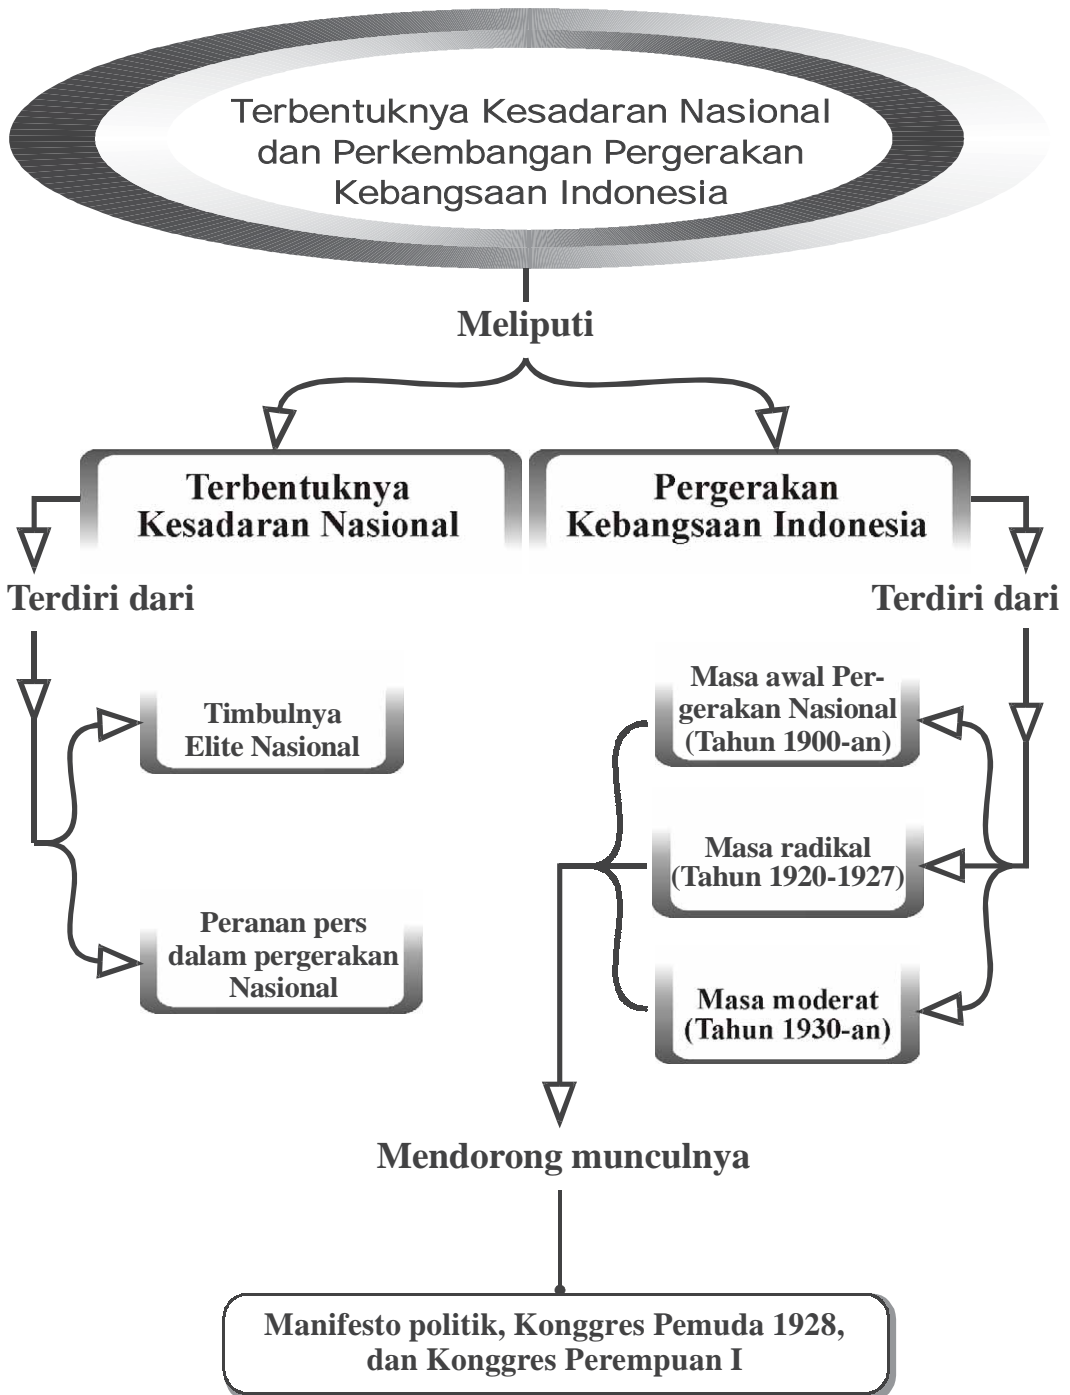 Terbentuknya Kesadaran Nasional
dan Perkembangan Pergerakan
Kebangsaan Indonesia
Meliputi
Terbentuknya
Kesadaran Nasional
Pergerakan
Kebangsaan Indonesia
Terdiri dari
Terdiri dari
Timbulnya
Elite Nasional
Peranan pers
dalam pergerakan
Nasional
Masa awal Per-
gerakan Nasional
(Tahun 1900-an)
Masa radikal
(Tahun 1920-1927)
Masa moderat
(Tahun 1930-an)
Mendorong munculnya
Manifesto politik, Konggres Pemuda 1928,
dan Konggres Perempuan I